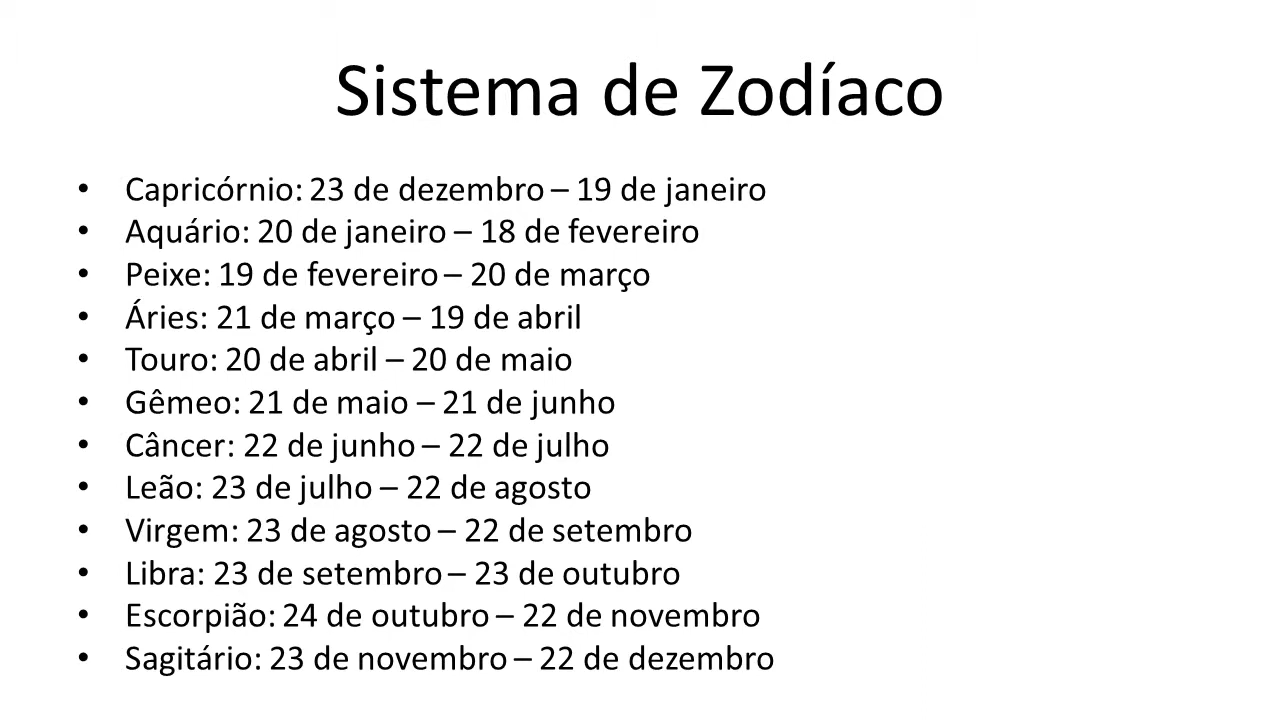 Sistema de Zodíaco
• Capricórnio: 23 de dezembro – 19 de janeiro
• Aquário: 20 de janeiro – 18 de fevereiro
• Peixe: 19 de fevereiro – 20 de março
• Áries: 21 de março – 19 de abril
• Touro: 20 de abril – 20 de maio
• Gêmeo: 21 de maio – 21 de junho
• Câncer: 22 de junho – 22 de julho
• Leão: 23 de julho – 22 de agosto
• Virgem: 23 de agosto – 22 de setembro
• Libra: 23 de setembro – 23 de outubro
• Escorpião: 24 de outubro – 22 de novembro
• Sagitário: 23 de novembro – 22 de dezembro